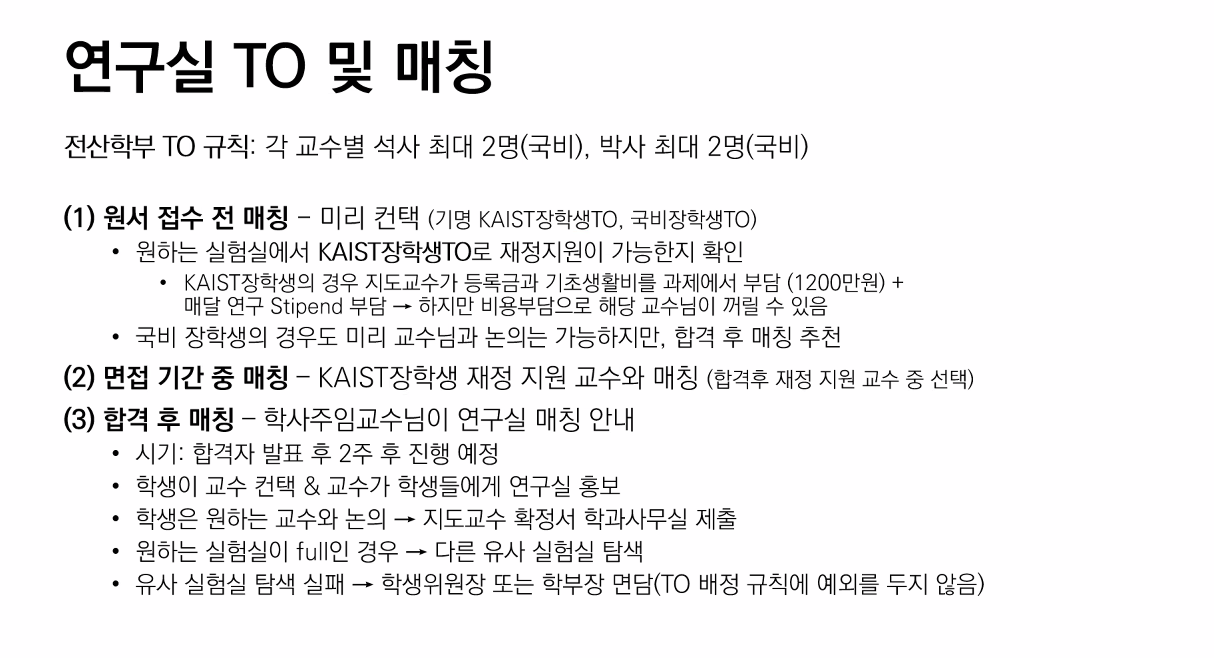 연구실 TO 및 매칭
전산학부 TO 규칙: 각 교수별 석사 최대 2명(국비), 박사 최대 2명(국비)
(1) 원서 접수 전 매칭 – 미리 컨택 (기명 KAIST장학생TO, 국비장학생TO)
• 원하는 실험실에서 KAIST장학생TO로 재정지원이 가능한지 확인
• KAIST장학생의 경우 지도교수가 등록금과 기초생활비를 과제에서 부담 (1200만원) +
매달 연구 Stipend 부담 → 하지만 비용부담으로 해당 교수님이 꺼릴 수 있음
• 국비 장학생의 경우도 미리 교수님과 논의는 가능하지만, 합격 후 매칭 추천
(2) 면접 기간 중 매칭 – KAIST장학생 재정 지원 교수와 매칭 (합격후 재정 지원 교수 중 선택)
(3) 합격 후 매칭 – 학사주임교수님이 연구실 매칭 안내
• 시기: 합격자 발표 후 2주 후 진행 예정
• 학생이 교수 컨택 & 교수가 학생들에게 연구실 홍보
• 학생은 원하는 교수와 논의 → 지도교수 확정서 학과사무실 제출
• 원하는 실험실이 full인 경우 → 다른 유사 실험실 탐색
• 유사 실험실 탐색 실패 → 학생위원장 또는 학부장 면담(TO 배정 규칙에 예외를 두지 않음)